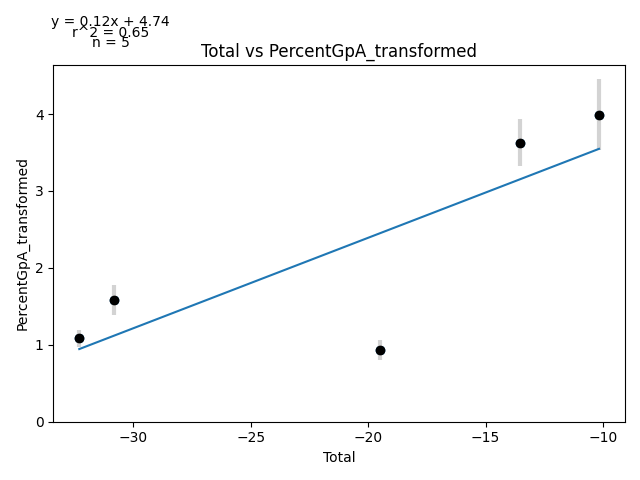 y = 0.12x + 4.74
r^2 = 0.65
n = 5
Total vs PercentGpA_transformed
PercentGpA_transformed
4
3
2
1
0
−30
−25
−20
−15
−10
Total